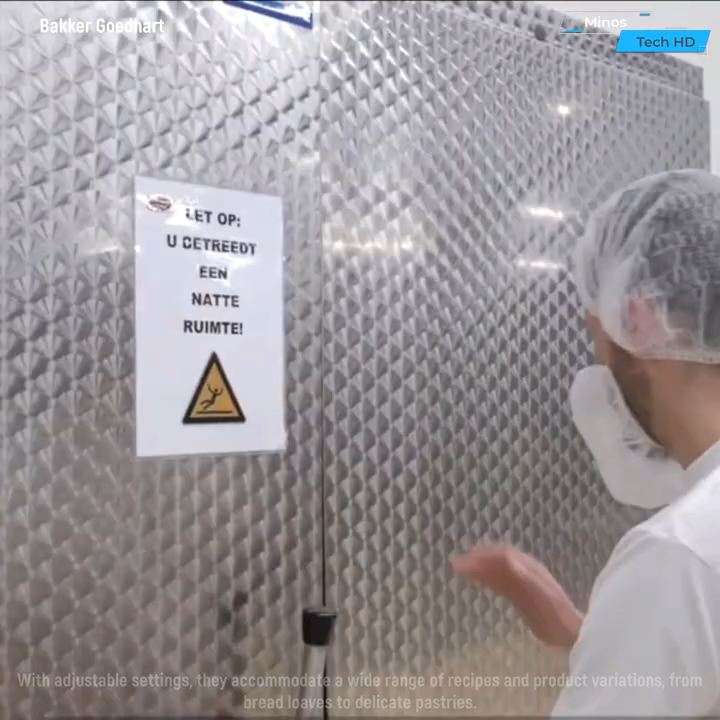 Bakker Goedhart
Minos
Tech HD
LET OP:
U BETREEDT
EEN
NATTE
RUIMTE!
With adjustable settings, they accommodate a wide range of recipes and product variations, from
bread loaves to delicate pastries.